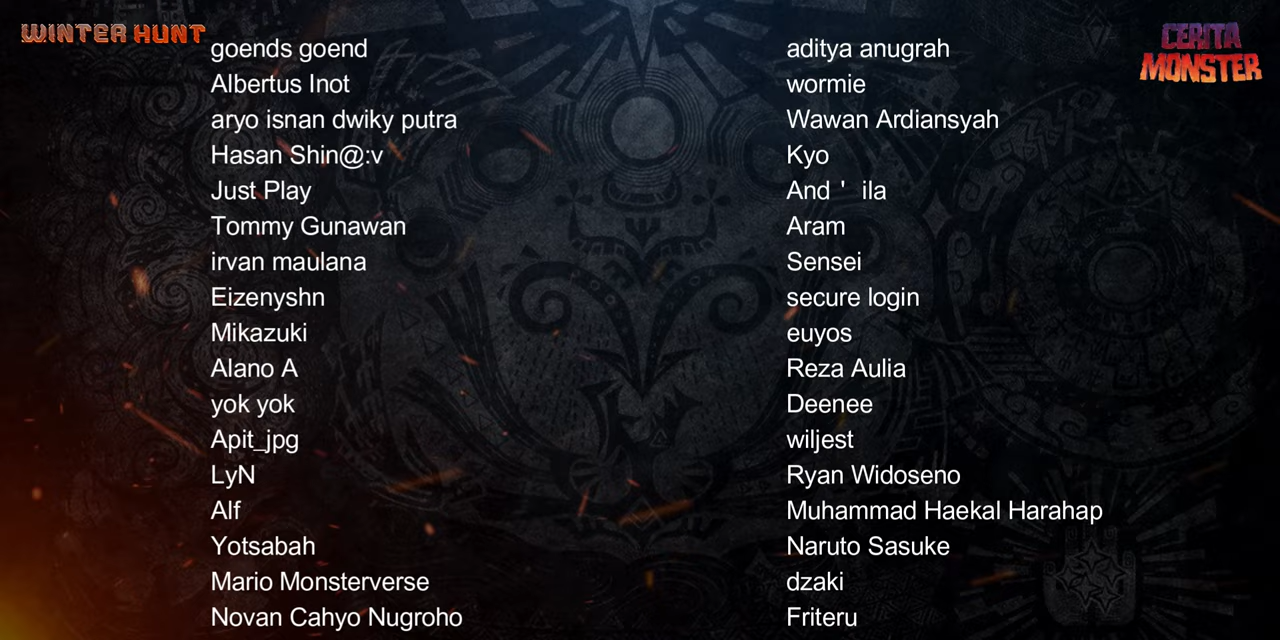 WINTER HUNT
CERITA
MONSTER
goends goend
Albertus Inot
aryo isnan dwiky putra
Hasan Shin@:v
Just Play
Tommy Gunawan
irvan maulana
Eizenyshn
Mikazuki
Alano A
yok yok
Apit_jpg
LyN
Alf
Yotsabah
Mario Monsterverse
Novan Cahyo Nugroho
aditya anugrah
wormie
Wawan Ardiansyah
Kyo
And ' ila
Aram
Sensei
secure login
euyos
Reza Aulia
Deenee
wiljest
Ryan Widoseno
Muhammad Haekal Harahap
Naruto Sasuke
dzaki
Friteru